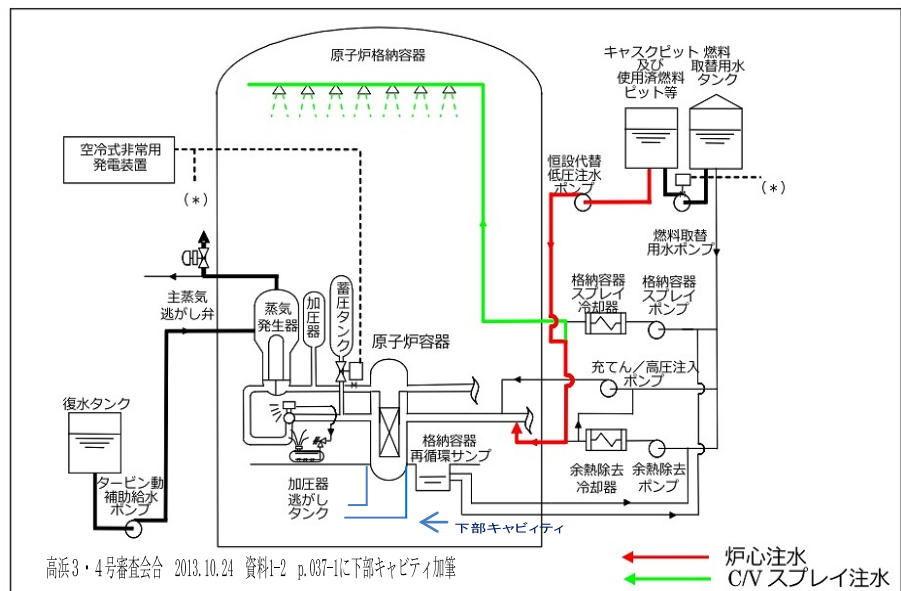 原子炉格納容器
キャスクピット
及び
使用済燃料
ピット等
燃料
取替用水
タンク
空冷式非常用
発電装置
(*)
恒設代替
低圧注水
ポンプ
(*)
燃料取替
用水ポンプ
主蒸気
逃がし弁
蒸気
発生器
加圧器
蓄圧タンク
原子炉容器
格納容器
スプレイ
冷却器
格納容器
スプレイ
ポンプ
充てん/高圧注入
ポンプ
復水タンク
タービン動
補助給水
ポンプ
加圧器
逃がし
タンク
格納容器
再循環サンプ
余熱除去
冷却器
余熱除去
ポンプ
下部キャビティ
高浜3・4号審査会合 2013.10.24 資料1-2 p.037-1に下部キャビティ加筆
炉心注水
C/Vスプレイ注水